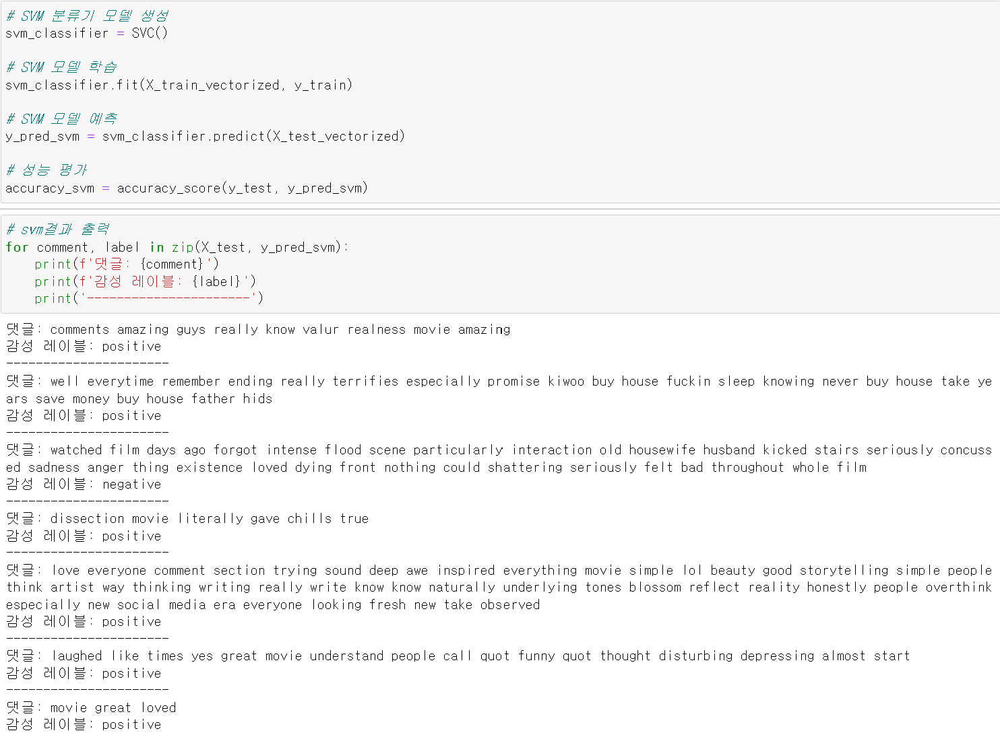 # SVM 분류기 모델 생성
svm_classifier = SVC()
# SVM 모델 학습
svm_classifier.fit(X_train_vectorized, y_train)
# SVM 모델 예측
y_pred_svm = svm_classifier.predict(X_test_vectorized)
# 성능 평가
accuracy_svm = accuracy_score(y_test, y_pred_svm)
# svm결과 출력
for comment, label in zip(X_test, y_pred_svm):
    print(f'댓글: {comment}')
    print(f'감성 레이블: {label}')
    print('----------------------')
댓글: comments amazing guys really know valur realness movie amazing
감성 레이블: positive
----------------------
댓글: well everytime remember ending really terrifies especially promise kiwoo buy house fuckin sleep knowing never buy house take ye
ars save money buy house father hids
감성 레이블: positive
----------------------
댓글: watched film days ago forgot intense flood scene particularly interaction old housewife husband kicked stairs seriously concuss
ed sadness anger thing existence loved dying front nothing could shattering seriously felt bad throughout whole film
감성 레이블: negative
----------------------
댓글: dissection movie literally gave chills true
감성 레이블: positive
----------------------
댓글: love everyone comment section trying sound deep awe inspired everything movie simple lol beauty good storytelling simple people
think artist way thinking writing really write know know naturally underlying tones blossom reflect reality honestly people overthink
especially new social media era everyone looking fresh new take observed
감성 레이블: positive
----------------------
댓글: laughed like times yes great movie understand people call quot funny quot thought disturbing depressing almost start
감성 레이블: positive
----------------------
댓글: movie great loved
감성 레이블: positive